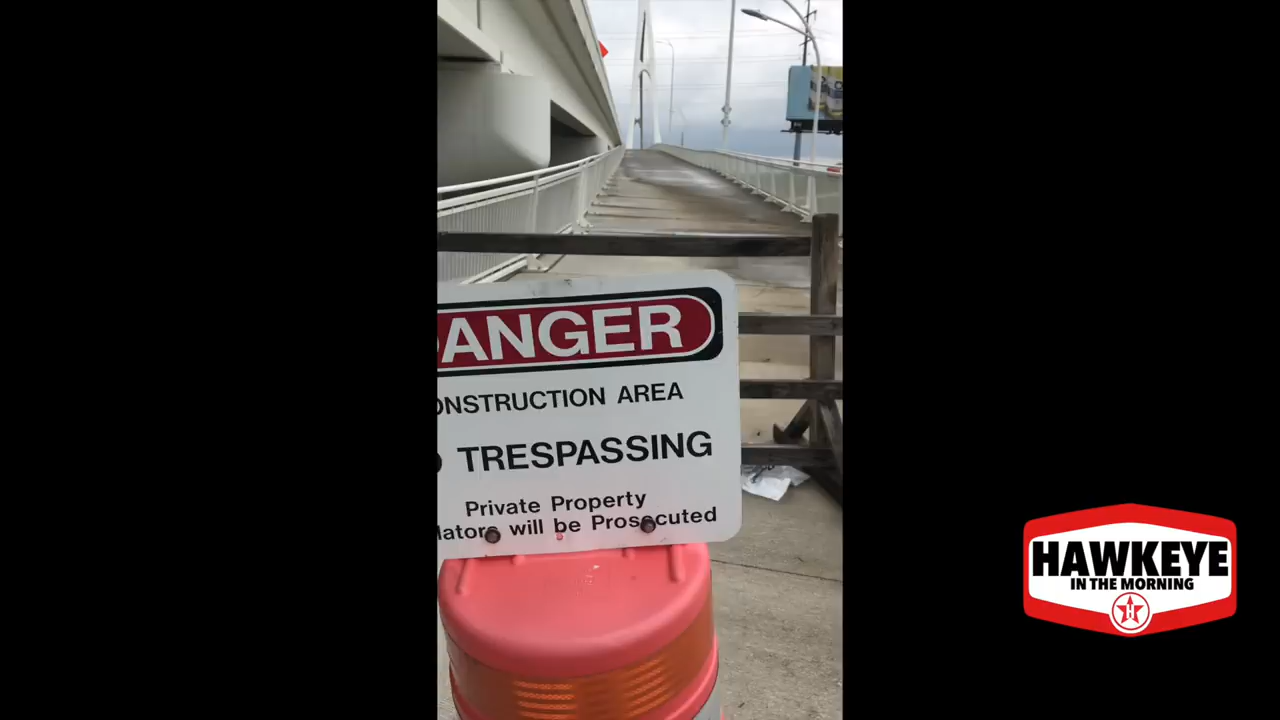 ANGER
ONSTRUCTION AREA
TRESPASSING
Private Property
lators will be Prosecuted
HAWKEYE
IN THE MORNING
H